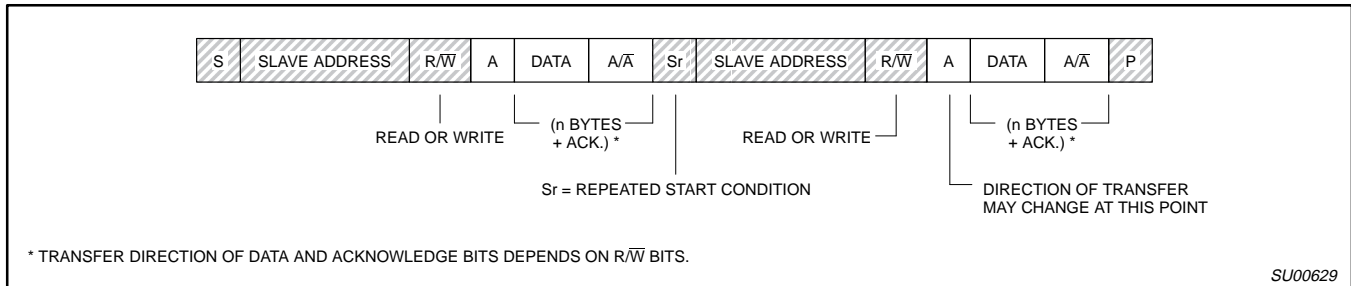 S SLAVE ADDRESS R/W̅ A DATA A/A̅ Sr SLAVE ADDRESS R/W̅ A DATA A/A̅ P
READ OR WRITE
(n BYTES
+ ACK.) *
READ OR WRITE
(n BYTES
+ ACK.) *
Sr = REPEATED START CONDITION
DIRECTION OF TRANSFER
MAY CHANGE AT THIS POINT
* TRANSFER DIRECTION OF DATA AND ACKNOWLEDGE BITS DEPENDS ON R/W̅ BITS.
SU00629